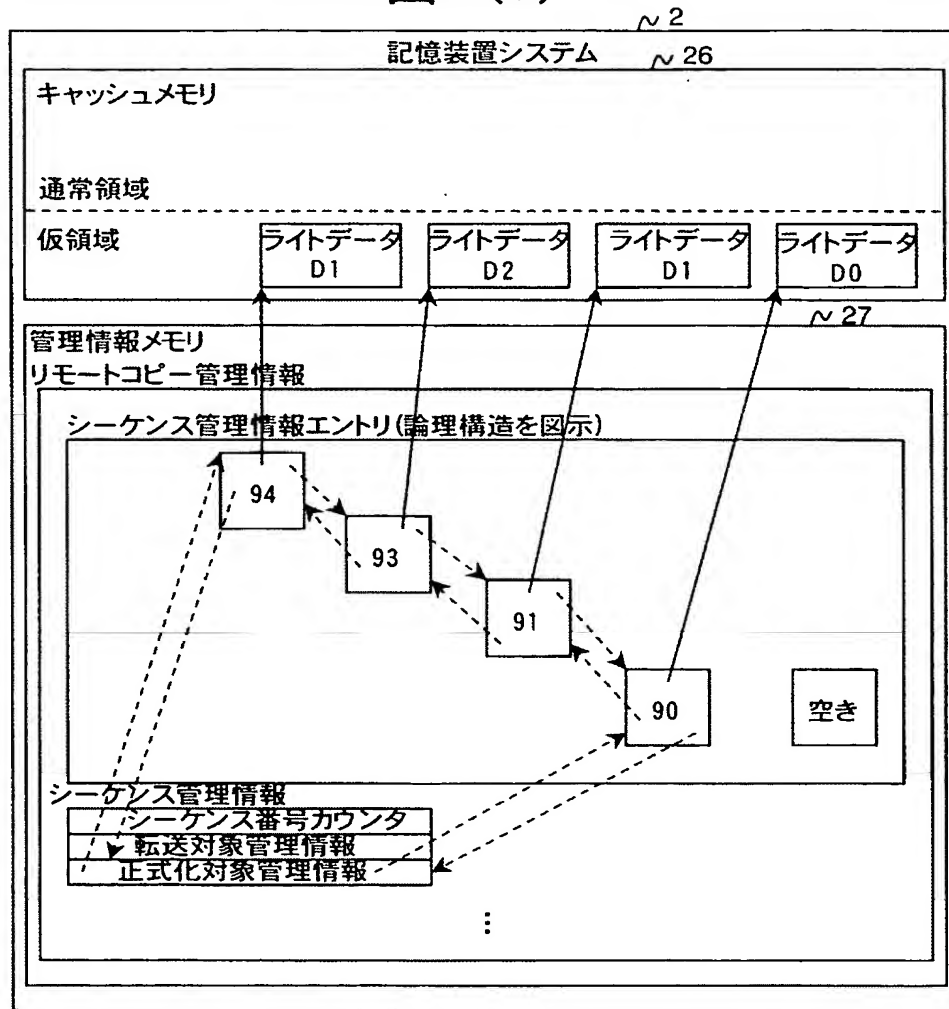 ~ 2
記憶装置システム ~ 26
キャッシュメモリ
通常領域
仮領域
ライトデータ
D1
ライトデータ
D2
ライトデータ
D1
ライトデータ
D0
~ 27
管理情報メモリ
リモートコピー管理情報
シーケンス管理情報エントリ(論理構造を図示)
94
93
91
90
空き
シーケンス管理情報
シーケンス番号カウンタ
転送対象管理情報
正式化対象管理情報
⋮